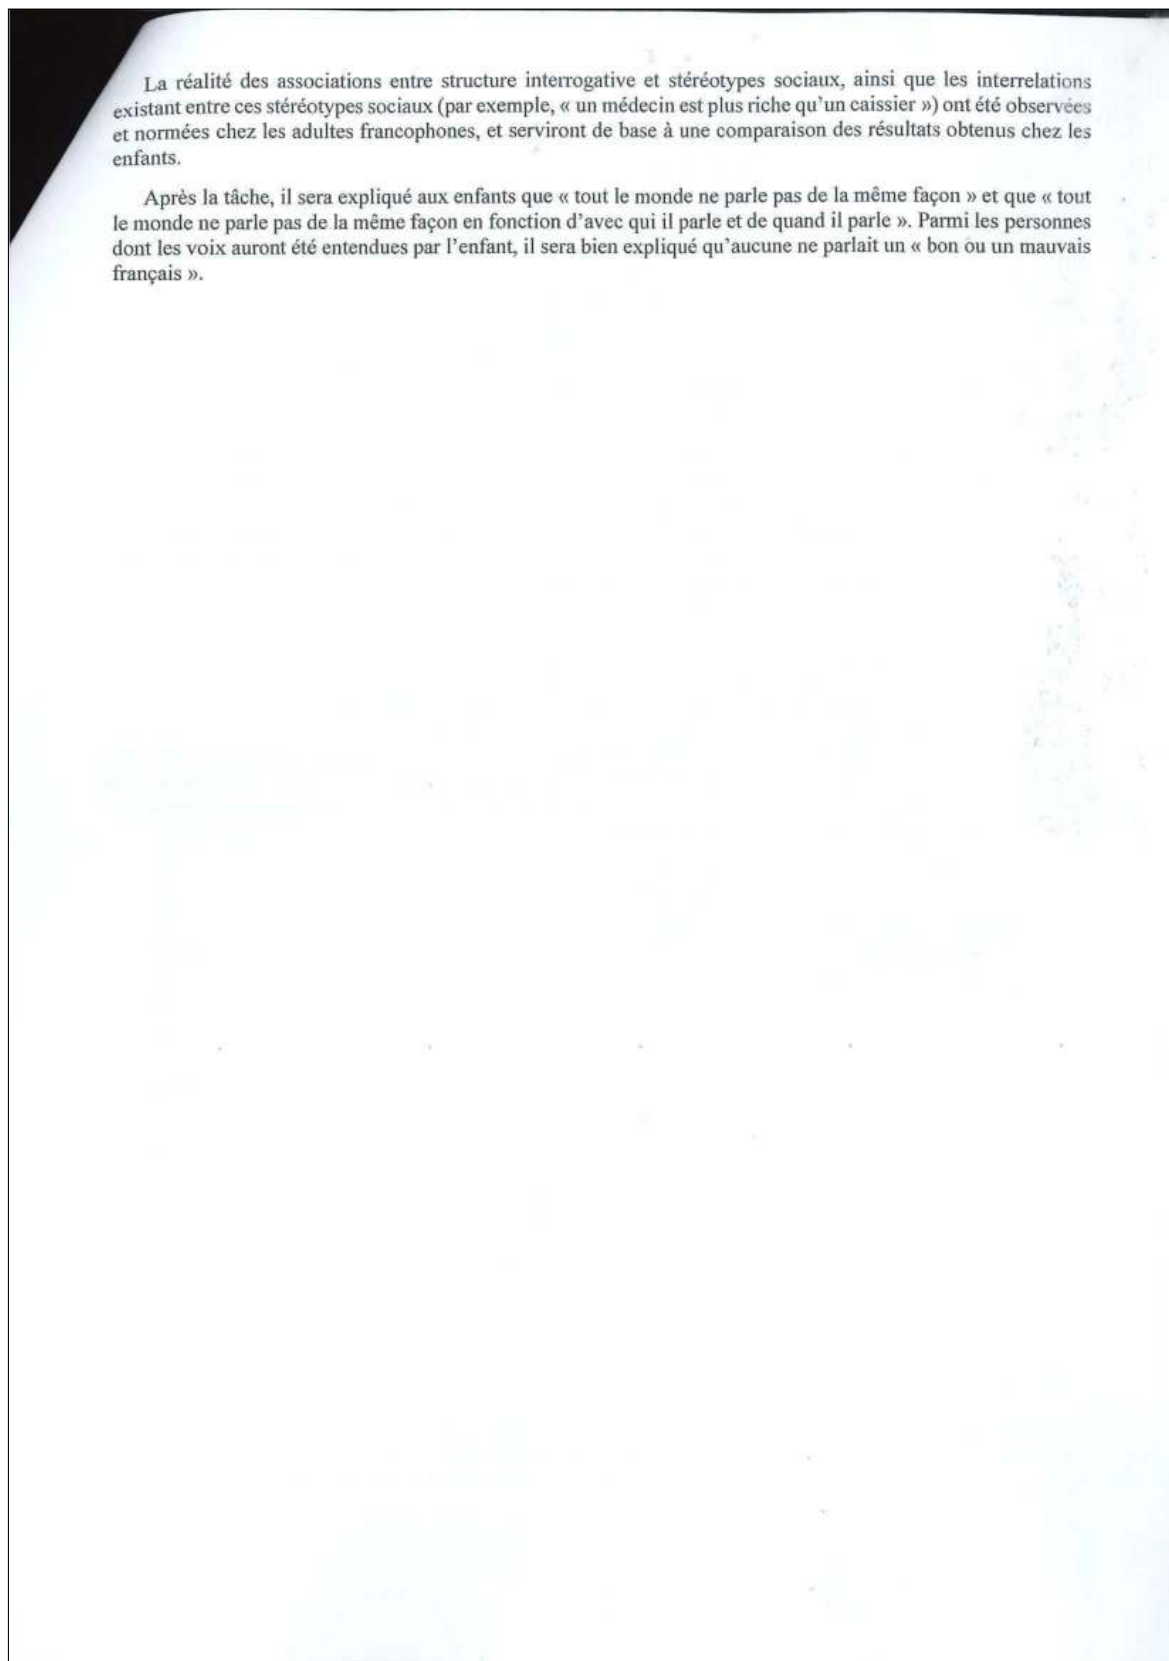 La réalité des associations entre structure interrogative et stéréotypes sociaux, ainsi que les interrelations
existant entre ces stéréotypes sociaux (par exemple, « un médecin est plus riche qu'un caissier ») ont été observées
et normées chez les adultes francophones, et serviront de base à une comparaison des résultats obtenus chez les
enfants.
Après la tâche, il sera expliqué aux enfants que « tout le monde ne parle pas de la même façon » et que « tout
le monde ne parle pas de la même façon en fonction d'avec qui il parle et de quand il parle ». Parmi les personnes
dont les voix auront été entendues par l'enfant, il sera bien expliqué qu'aucune ne parlait un « bon ou un mauvais
français ».